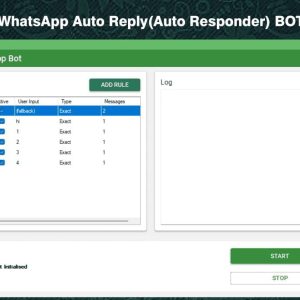 WhatsApp Auto Reply(Auto Responder) BOT
pp Bot
ADD RULE
Log
tive User Input Type Messages
(fallback) Exact 2
hi Exact 1
1 Exact 1
2 Exact 1
3 Exact 1
4 Exact 1
START
t Initialised
STOP